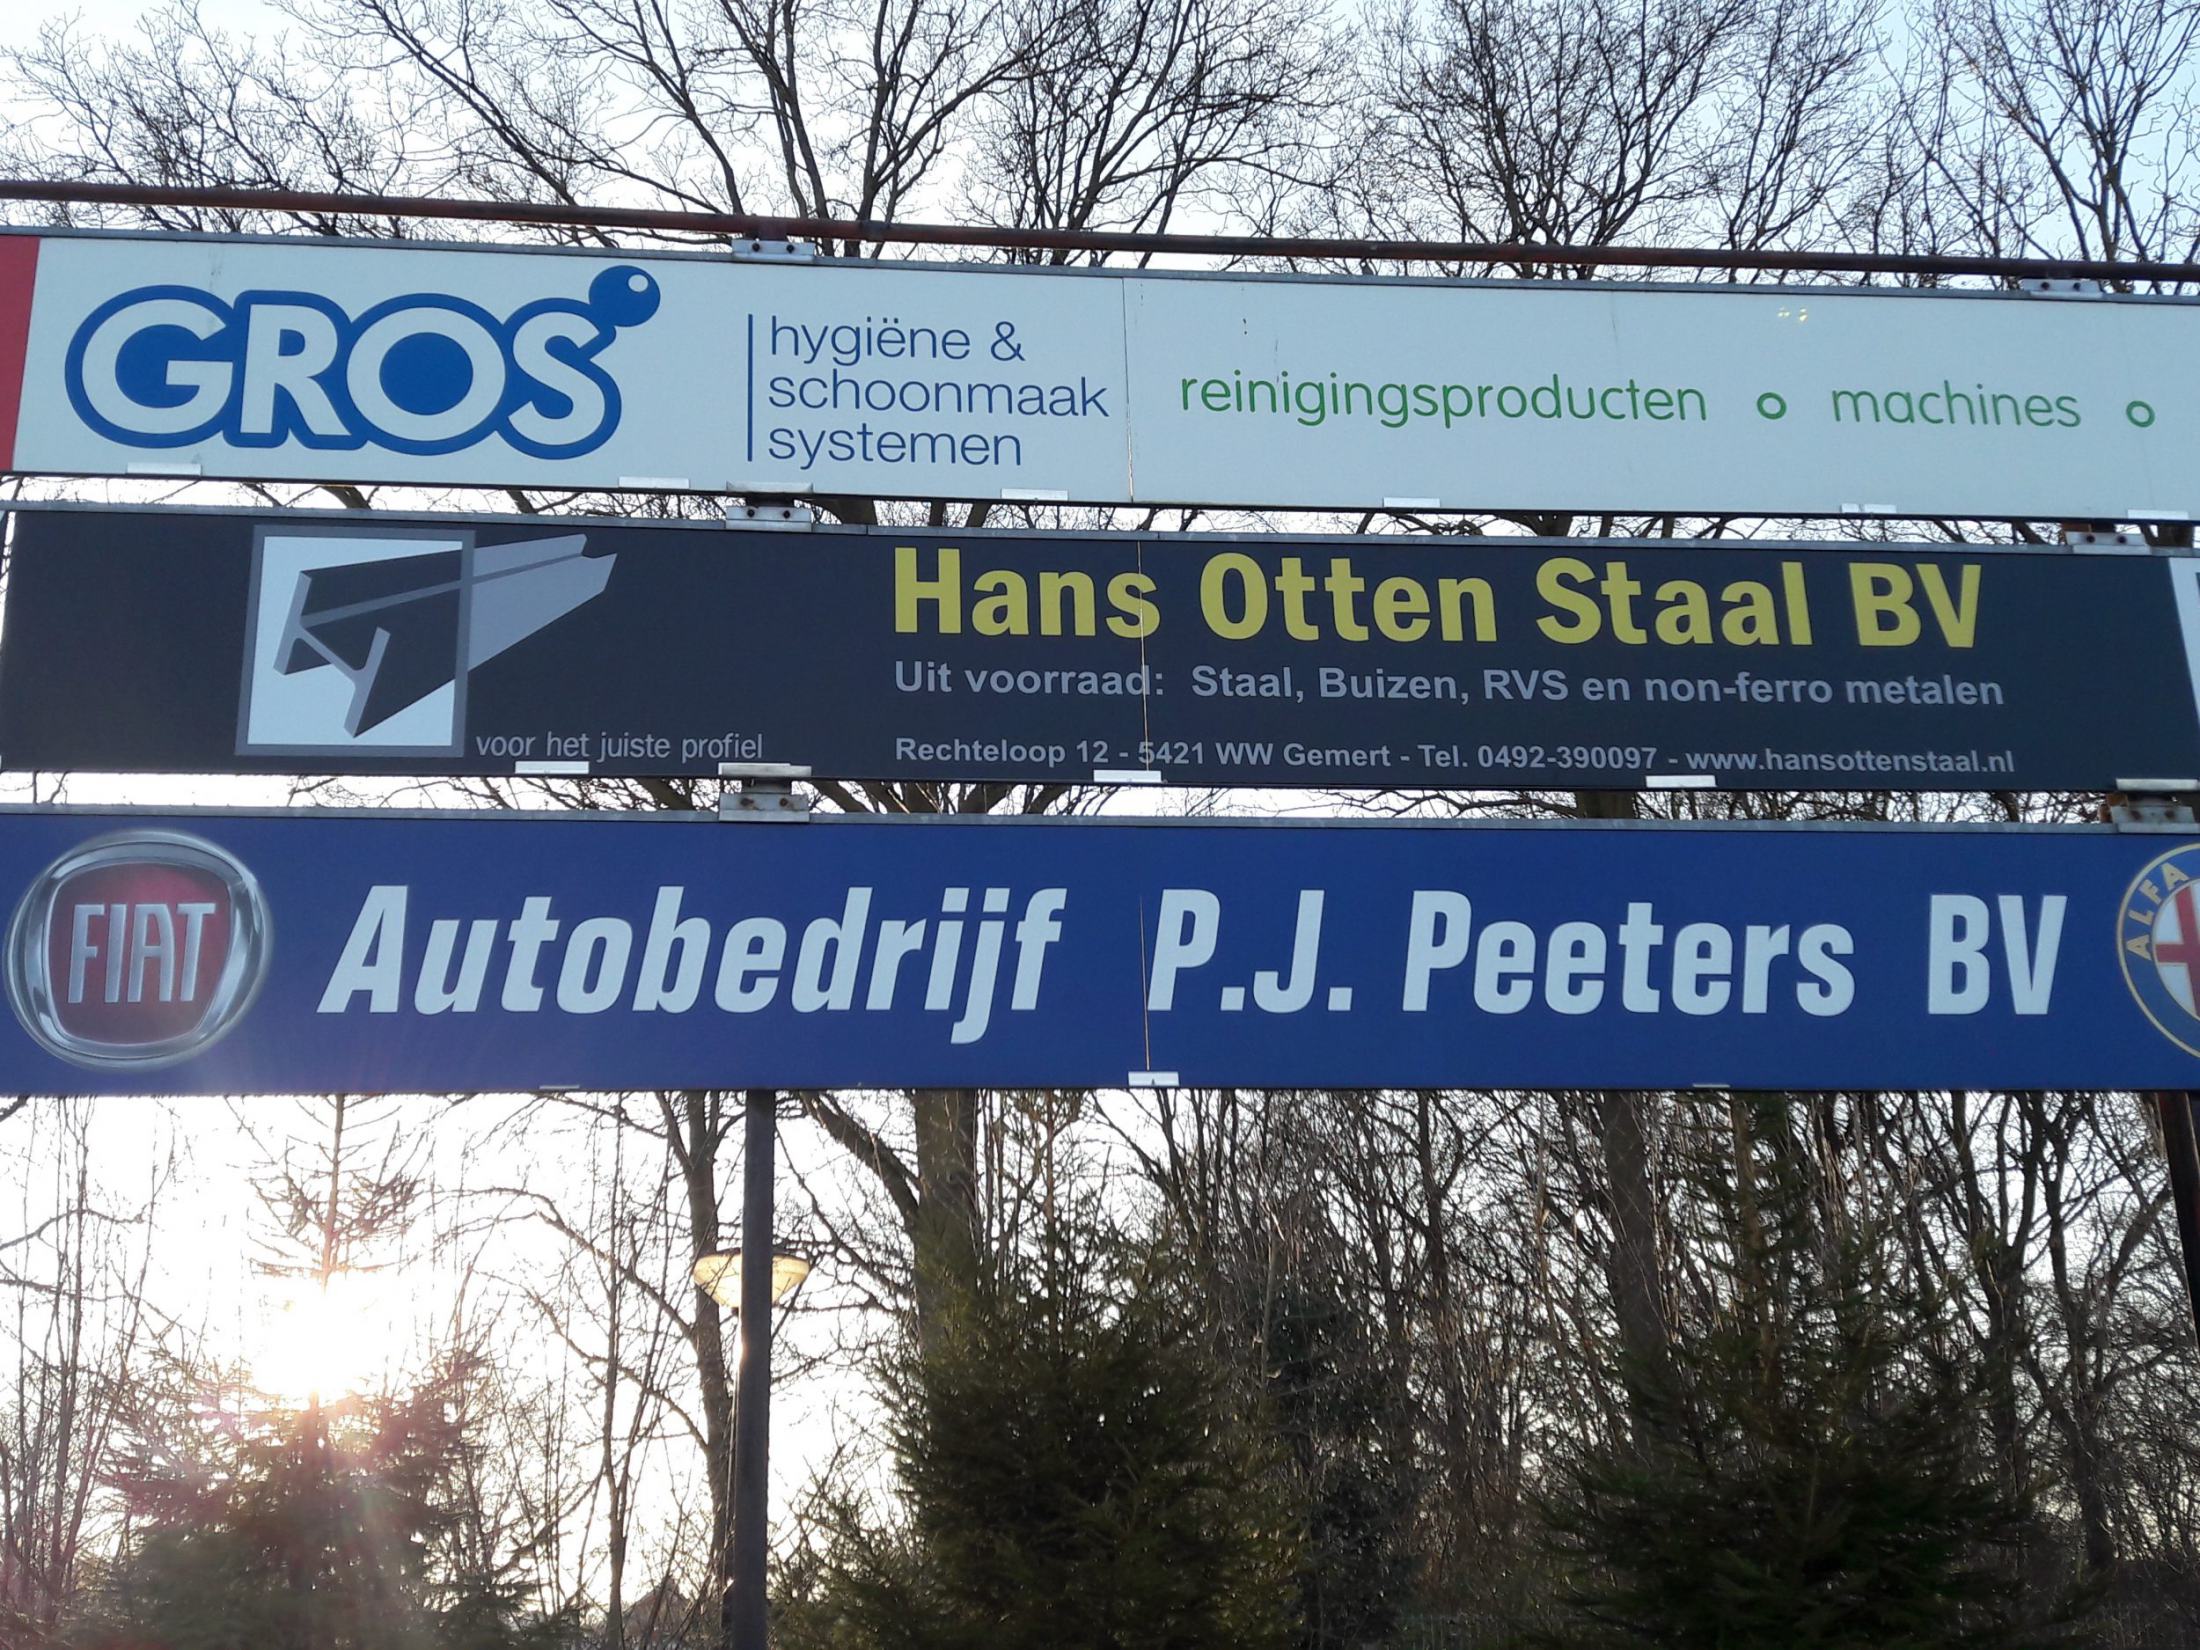 GROS
hygiëne &
schoonmaak
systemen
reinigingsproducten o machines o
Hans Otten Staal BV
Uit voorraad: Staal, Buizen, RVS en non-ferro metalen
voor het juiste profiel
Rechteloop 12 - 5421 WW Gemert - Tel. 0492-390097 - www.hansottenstaal.nl
FIAT
Autobedrijf P.J. Peeters BV
ALFA